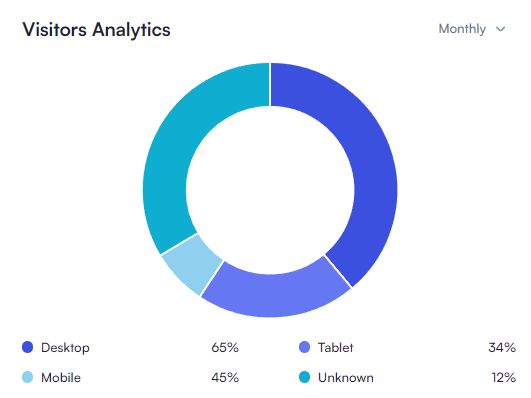 Visitors Analytics Monthly
Desktop 65% Tablet 34%
Mobile 45% Unknown 12%